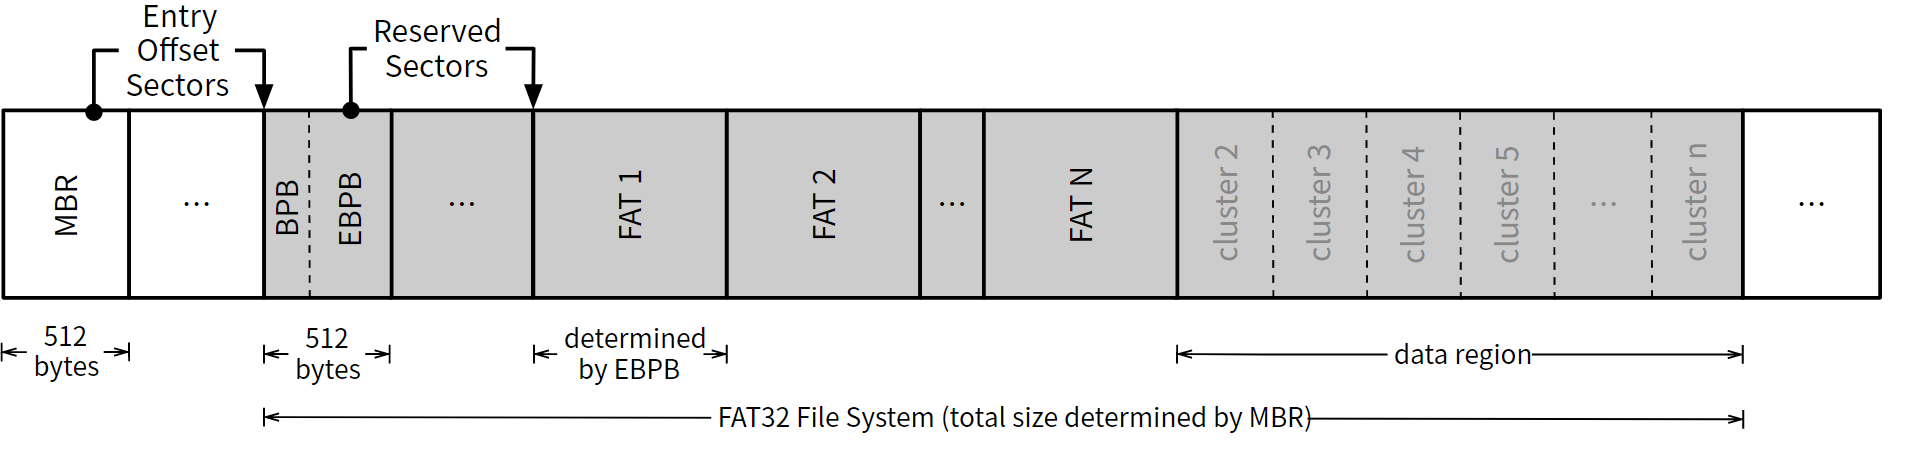 Entry
Offset
Sectors
Reserved
Sectors
MBR
...
BPB
EBPB
...
FAT 1
FAT 2
...
FAT N
cluster 2
cluster 3
cluster 4
cluster 5
...
cluster n
...
512
bytes
512
bytes
determined
by EBPB
data region
FAT32 File System (total size determined by MBR)